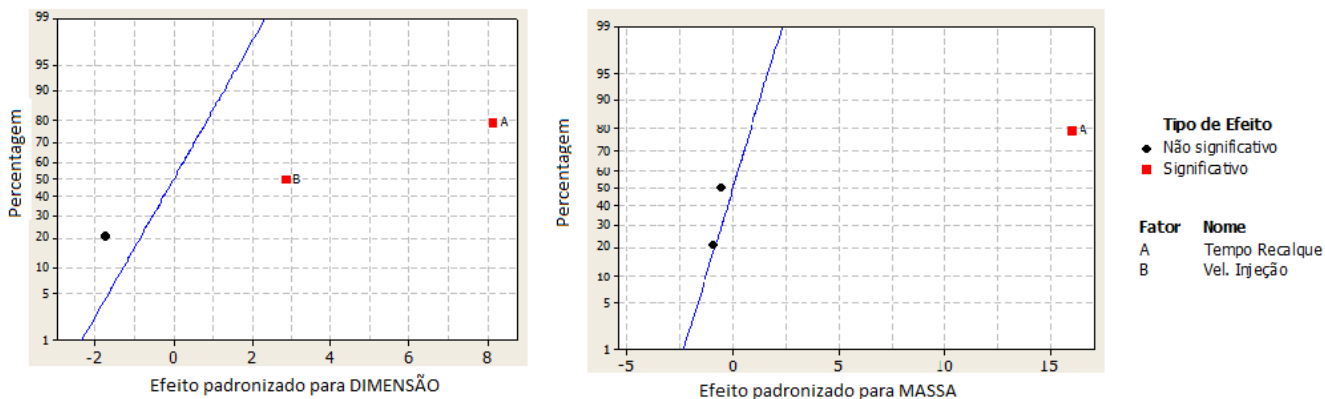 99
95
90
80
70
60
50
40
30
20
10
5
1
Percentagem
A
B
-2
0
2
4
6
8
Efeito padronizado para DIMENSÃO
99
95
90
80
70
60
50
40
30
20
10
5
1
Percentagem
A
-5
0
5
10
15
Efeito padronizado para MASSA
Tipo de Efeito
Não significativo
Significativo
Fator Nome
A Tempo Recalque
B Vel. Injeção